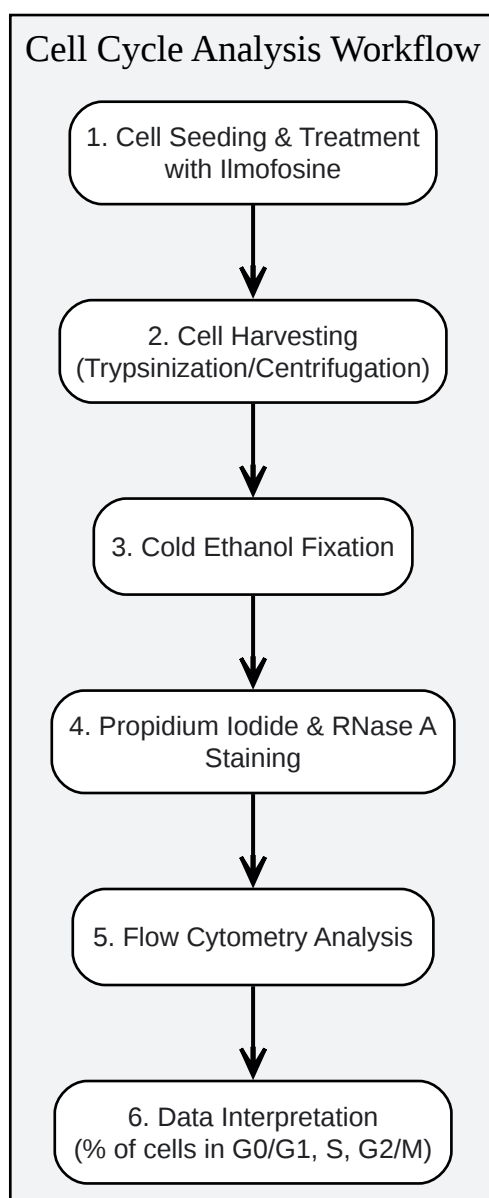 Cell Cycle Analysis Workflow
1. Cell Seeding & Treatment
with Ilmofosine
2. Cell Harvesting
(Trypsinization/Centrifugation)
3. Cold Ethanol Fixation
4. Propidium Iodide & RNase A
Staining
5. Flow Cytometry Analysis
6. Data Interpretation
(% of cells in G0/G1, S, G2/M)